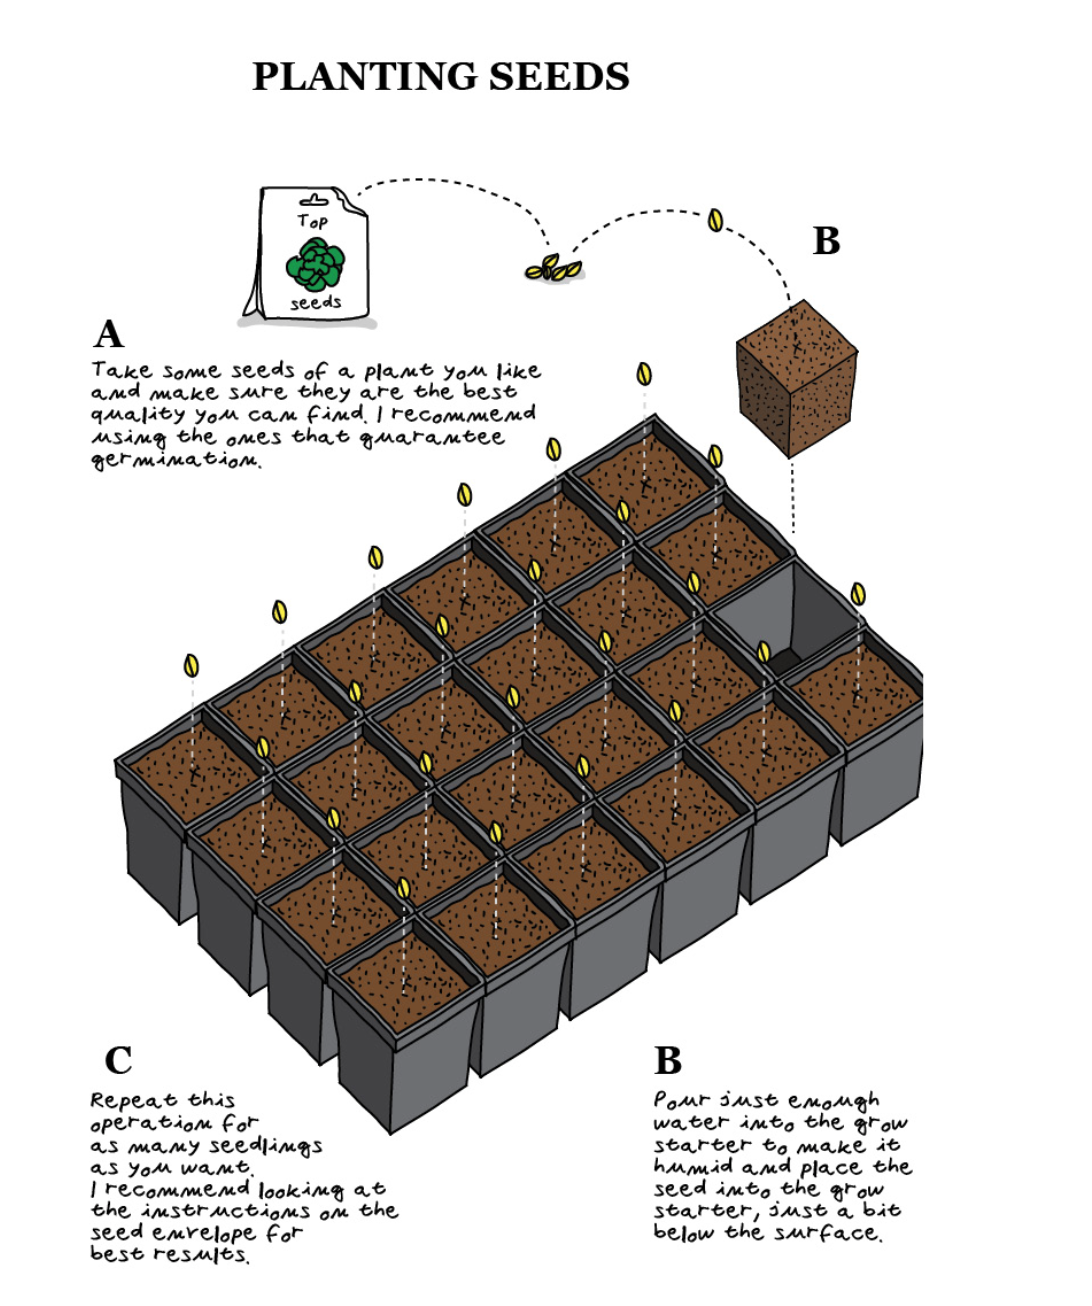 PLANTING SEEDS
Top
seeds
B
A
Take some seeds of a plant you like
and make sure they are the best
quality you can find. I recommend
using the ones that guarantee
germination.
C
Repeat this
operation for
as many seedlings
as you want.
I recommend looking at
the instructions on the
seed envelope for
best results.
B
Pour just enough
water into the grow
starter to make it
humid and place the
seed into the grow
starter, just a bit
below the surface.